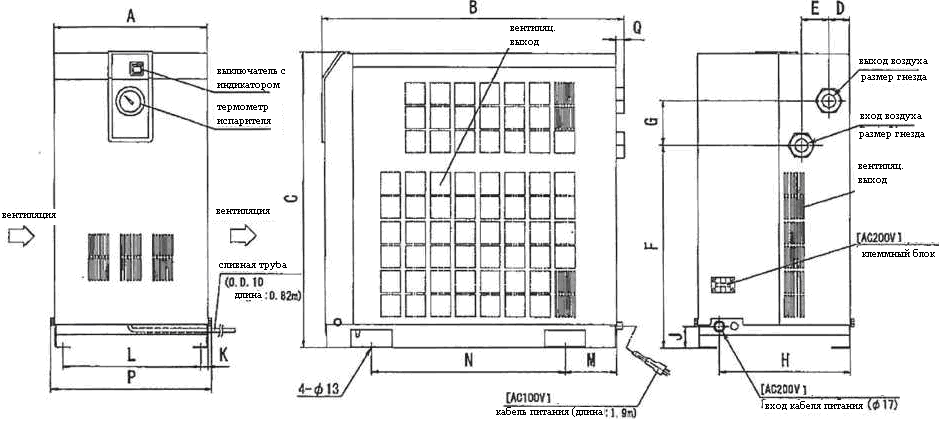 A
выключатель с
индикатором
термометр
испарителя
вентиляция
вентиляция
сливная труба
(O.D. 10
длина : 0.82m)
L
K
P
B
Q
вентиляц.
выход
C
N
M
4-φ13
[AC100V]
кабель питания (длина : 1.9m)
E
D
выход воздуха
размер гнезда
G
вход воздуха
размер гнезда
вентиляц.
выход
F
[AC200V]
клеммный блок
J
H
[AC200V]
вход кабеля питания (φ17)